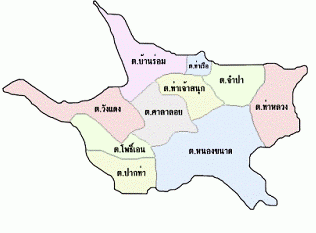 ต.บ้านร่อม
ต.ท่าเรือ
ต.จำปา
ต.ท่าเจ้าสนุก
ต.ท่าหลวง
ต.วังแดง
ต.ศาลาลอย
ต.โพธิ์เอน
ต.หนองขนาก
ต.ปากท่า